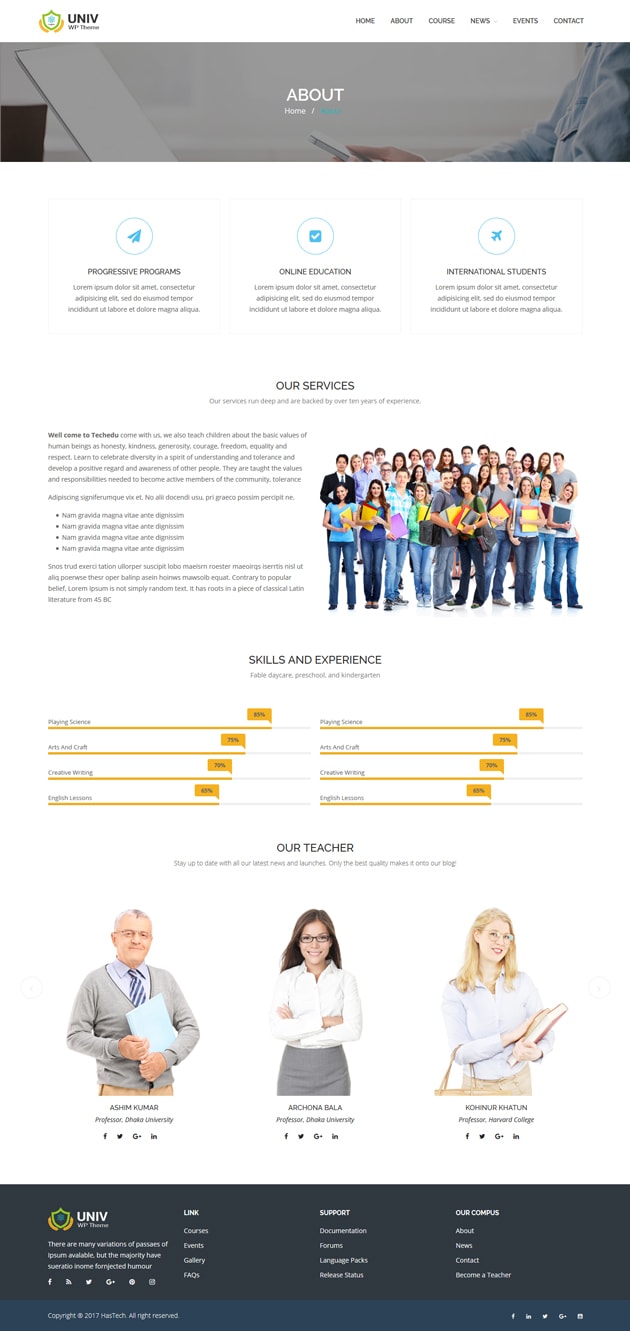 UNIV
WP Theme
HOME ABOUT COURSE NEWS EVENTS CONTACT
ABOUT
Home / About
PROGRESSIVE PROGRAMS
Lorem ipsum dolor sit amet, consectetur
adipisicing elit, sed do eiusmod tempor
incididunt ut labore et dolore magna aliqua.
ONLINE EDUCATION
Lorem ipsum dolor sit amet, consectetur
adipisicing elit, sed do eiusmod tempor
incididunt ut labore et dolore magna aliqua.
INTERNATIONAL STUDENTS
Lorem ipsum dolor sit amet, consectetur
adipisicing elit, sed do eiusmod tempor
incididunt ut labore et dolore magna aliqua.
OUR SERVICES
Our services run deep and are backed by over ten years of experience.
Well come to Techedu come with us, we also teach children about the basic values of
human beings as honesty, kindness, generosity, courage, freedom, equality and
respect. Learn to celebrate diversity in a spirit of understanding and tolerance and
develop a positive regard and awareness of other people. They are taught the values
and responsibilities needed to become active members of the community, tolerance
Adipiscing signiferumque vix et. No alii docendi usu, pri graeco possim percipit ne.
Nam gravida magna vitae ante dignissim
Nam gravida magna vitae ante dignissim
Nam gravida magna vitae ante dignissim
Nam gravida magna vitae ante dignissim
Snos trud exerci tation ullorper suscipit lobo maeisrn roester maeoirqs iserrtis nisl ut
aliq poerwse thesr oper balinp asein hoinws mawsoib equat. Contrary to popular
belief, Lorem Ipsum is not simply random text. It has roots in a piece of classical Latin
literature from 45 BC
SKILLS AND EXPERIENCE
Fable daycare, preschool, and kindergarten
Playing Science 85%
Arts And Craft 75%
Creative Writing 70%
English Lessons 65%
Playing Science 85%
Arts And Craft 75%
Creative Writing 70%
English Lessons 65%
OUR TEACHER
Stay up to date with all our latest news and launches. Only the best quality makes it onto our blog!
ASHIM KUMAR
Professor, Dhaka University
ARCHONA BALA
Professor, Dhaka University
KOHINUR KHATUN
Professor, Harvard College
UNIV
WP Theme
There are many variations of passaes of
Ipsum avalable, but the majority have
sueratio inome fornjected humour
LINK
Courses
Events
Gallery
FAQs
SUPPORT
Documentation
Forums
Language Packs
Release Status
OUR COMPUS
About
News
Contact
Become a Teacher
Copyright ® 2017 HasTech. All right reserved.